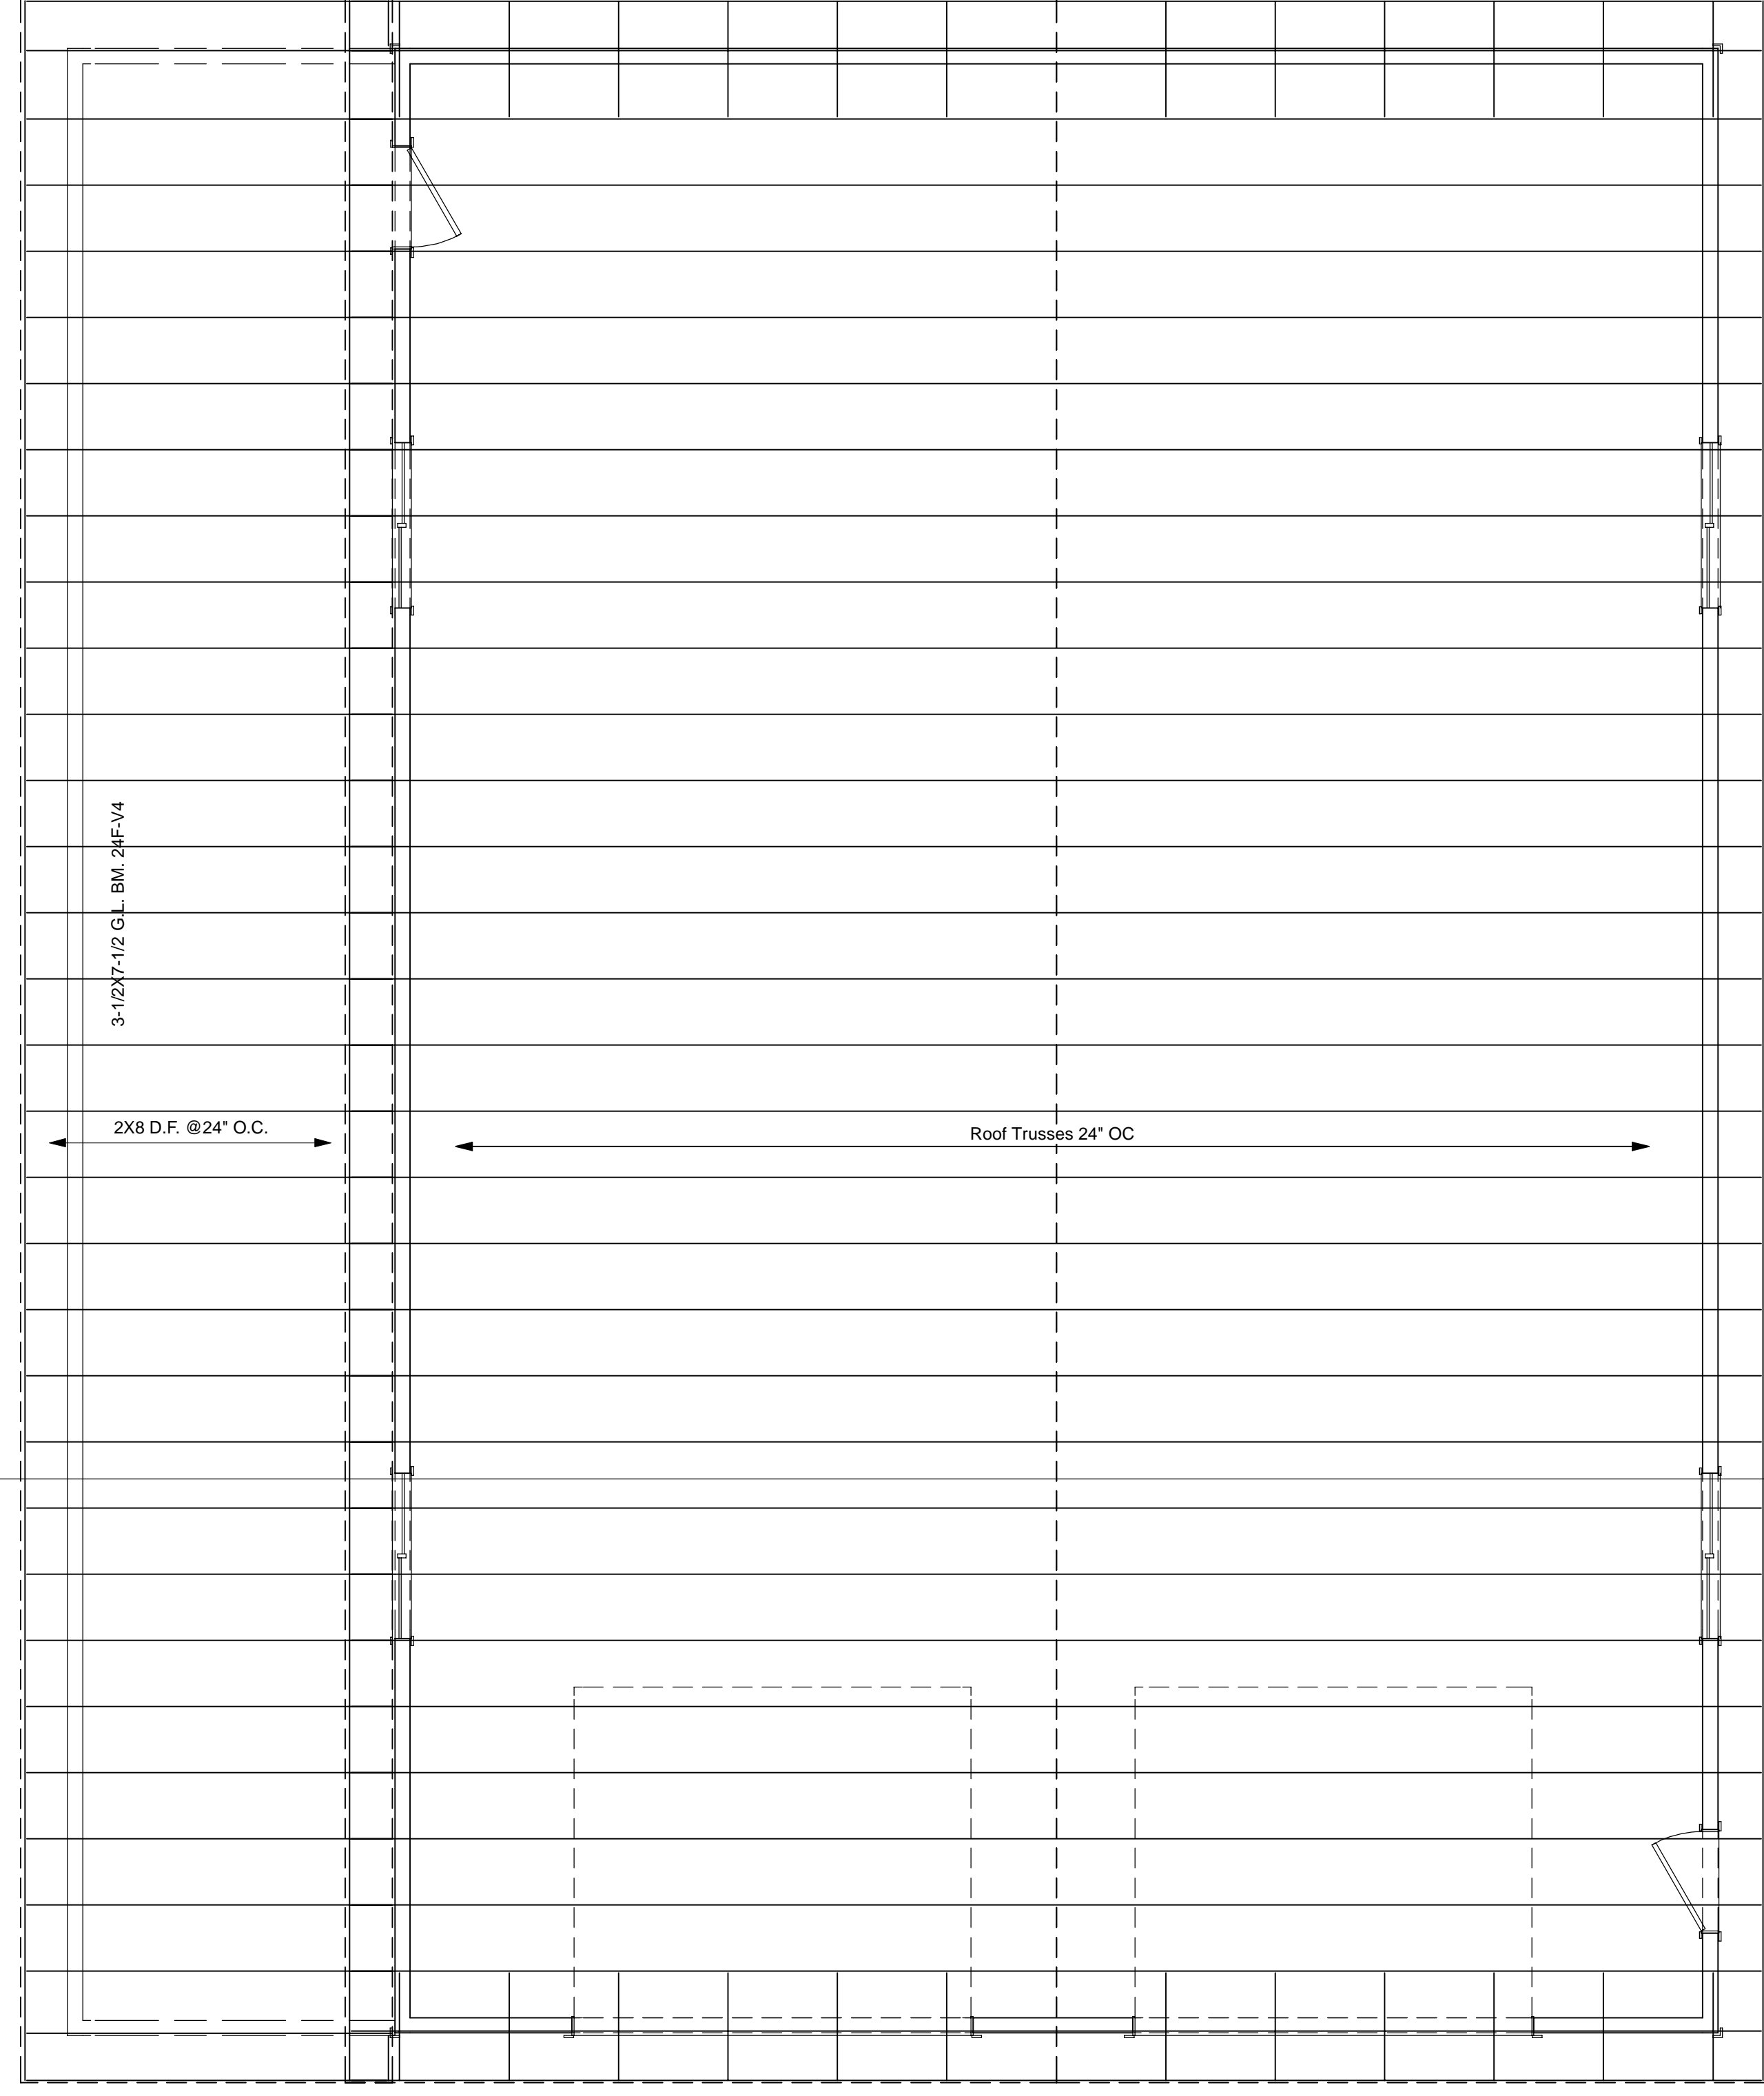 3-1/2X7-1/2 G.L. BM. 24F-V4
2X8 D.F. @24" O.C.
Roof Trusses 24" OC